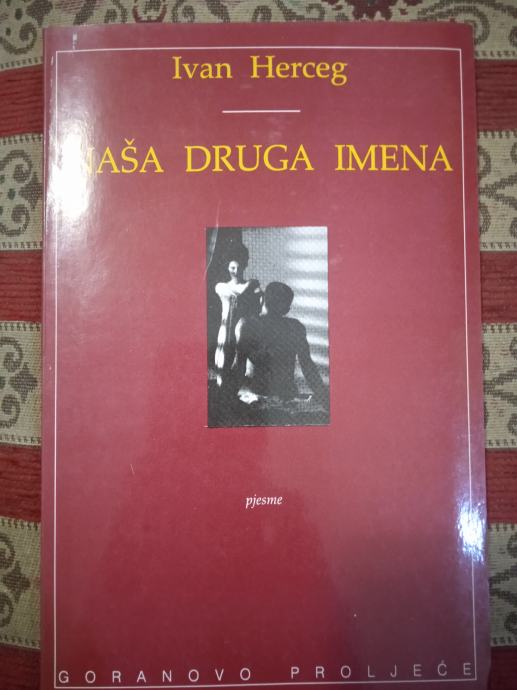 Ivan Herceg
NAŠA DRUGA IMENA
pjesme
GORANOVO PROLJEĆE